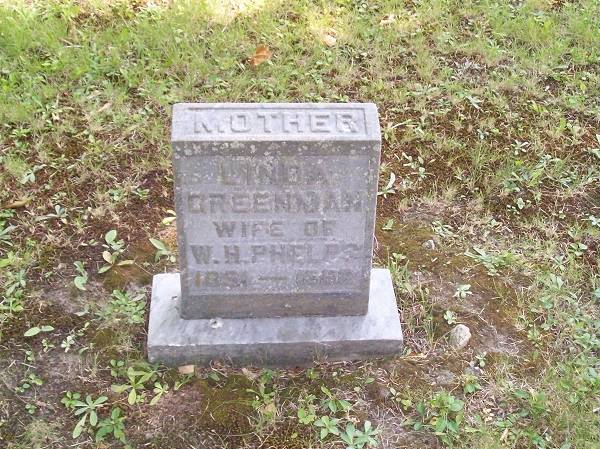 MOTHER
LINDA
GREENMAN
WIFE OF
W.H. PHELPS
1851 —